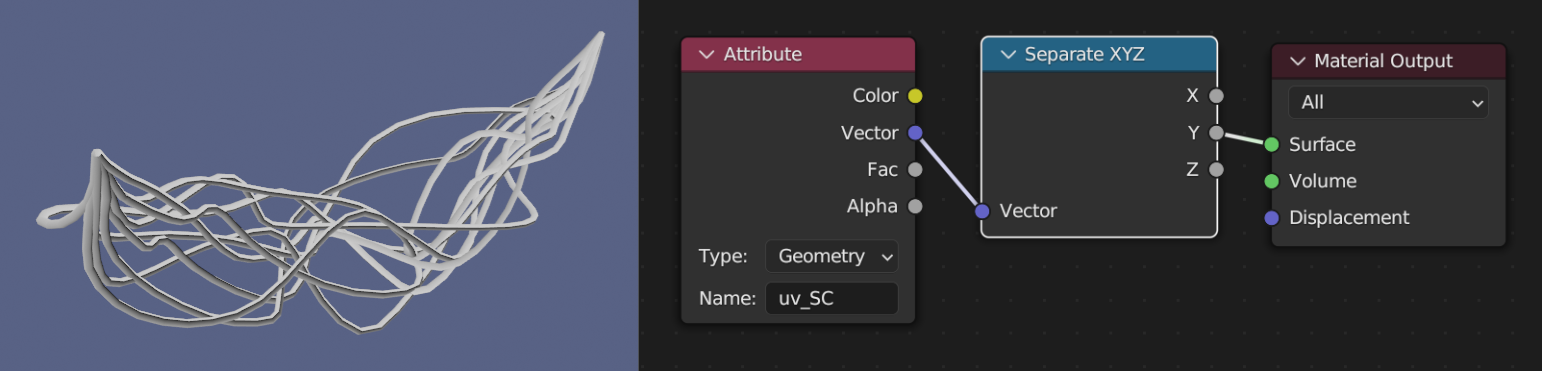 Attribute
Color
Vector
Fac
Alpha
Type: Geometry
Name: uv_SC
Separate XYZ
X
Y
Z
Vector
Material Output
All
Surface
Volume
Displacement